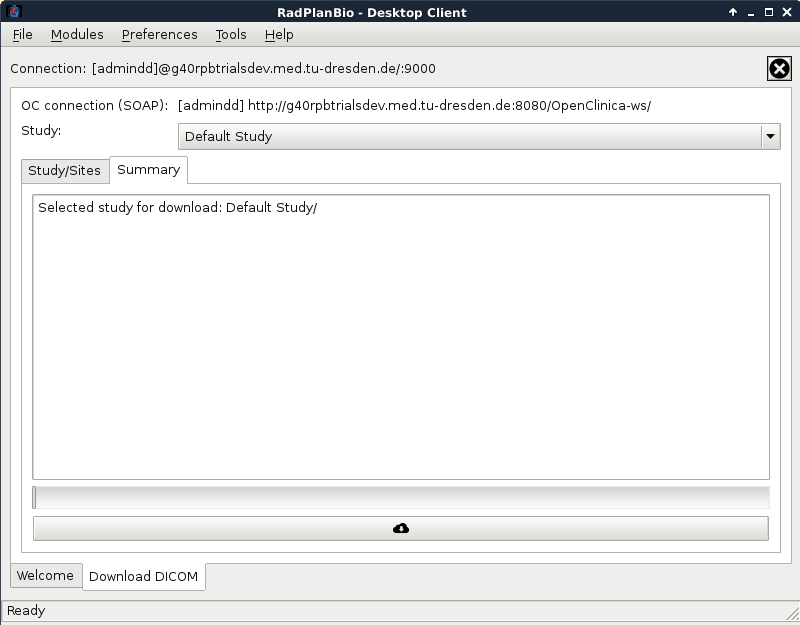 RadPlanBio - Desktop Client
File Modules Preferences Tools Help
Connection: [admindd]@g40rpbtrialsdev.med.tu-dresden.de/:9000
OC connection (SOAP): [admindd] http://g40rpbtrialsdev.med.tu-dresden.de:8080/OpenClinica-ws/
Study: Default Study
Study/Sites Summary
Selected study for download: Default Study/
Welcome Download DICOM
Ready